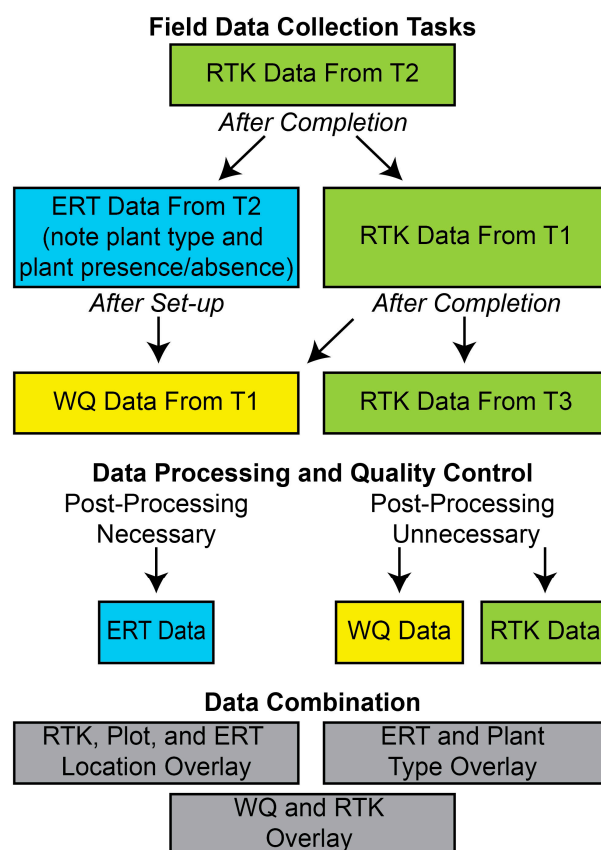 Field Data Collection Tasks
RTK Data From T2
After Completion
ERT Data From T2
(note plant type and
plant presence/absence)
RTK Data From T1
After Set-up
After Completion
WQ Data From T1
RTK Data From T3
Data Processing and Quality Control
Post-Processing
Necessary
Post-Processing
Unnecessary
ERT Data
WQ Data
RTK Data
Data Combination
RTK, Plot, and ERT
Location Overlay
ERT and Plant
Type Overlay
WQ and RTK
Overlay